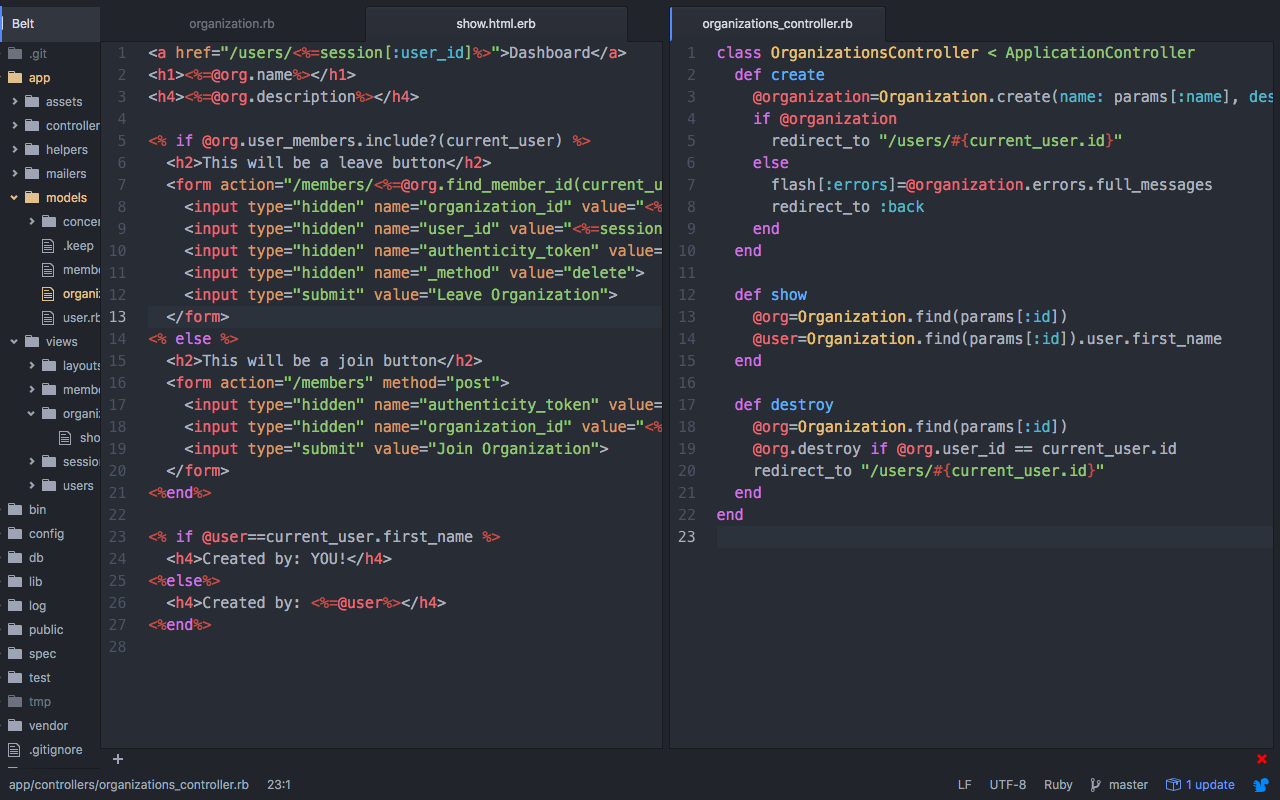 Belt
.git
app
assets
controller
helpers
mailers
models
concer
.keep
membe
organi
user.rb
views
layouts
membe
organi
sho
session
users
bin
config
db
lib
log
public
spec
test
tmp
vendor
.gitignore
organization.rb
show.html.erb
1 <a href="/users/<%=session[:user_id]%>">Dashboard</a>
2 <h1><%=@org.name%></h1>
3 <h4><%=@org.description%></h4>
4
5 <% if @org.user_members.include?(current_user) %>
6 <h2>This will be a leave button</h2>
7 <form action="/members/<%=@org.find_member_id(current_u
8 <input type="hidden" name="organization_id" value="<%
9 <input type="hidden" name="user_id" value="<%=session
10 <input type="hidden" name="authenticity_token" value=
11 <input type="hidden" name="_method" value="delete">
12 <input type="submit" value="Leave Organization">
13 </form>
14 <% else %>
15 <h2>This will be a join button</h2>
16 <form action="/members" method="post">
17 <input type="hidden" name="authenticity_token" value=
18 <input type="hidden" name="organization_id" value="<%
19 <input type="submit" value="Join Organization">
20 </form>
21 <%end%>
22
23 <% if @user==current_user.first_name %>
24 <h4>Created by: YOU!</h4>
25 <%else%>
26 <h4>Created by: <%=@user%></h4>
27 <%end%>
28
organizations_controller.rb
1 class OrganizationsController < ApplicationController
2 def create
3 @organization=Organization.create(name: params[:name], des
4 if @organization
5 redirect_to "/users/#{current_user.id}"
6 else
7 flash[:errors]=@organization.errors.full_messages
8 redirect_to :back
9 end
10 end
11
12 def show
13 @org=Organization.find(params[:id])
14 @user=Organization.find(params[:id]).user.first_name
15 end
16
17 def destroy
18 @org=Organization.find(params[:id])
19 @org.destroy if @org.user_id == current_user.id
20 redirect_to "/users/#{current_user.id}"
21 end
22 end
23
app/controllers/organizations_controller.rb 23:1 LF UTF-8 Ruby master 1 update